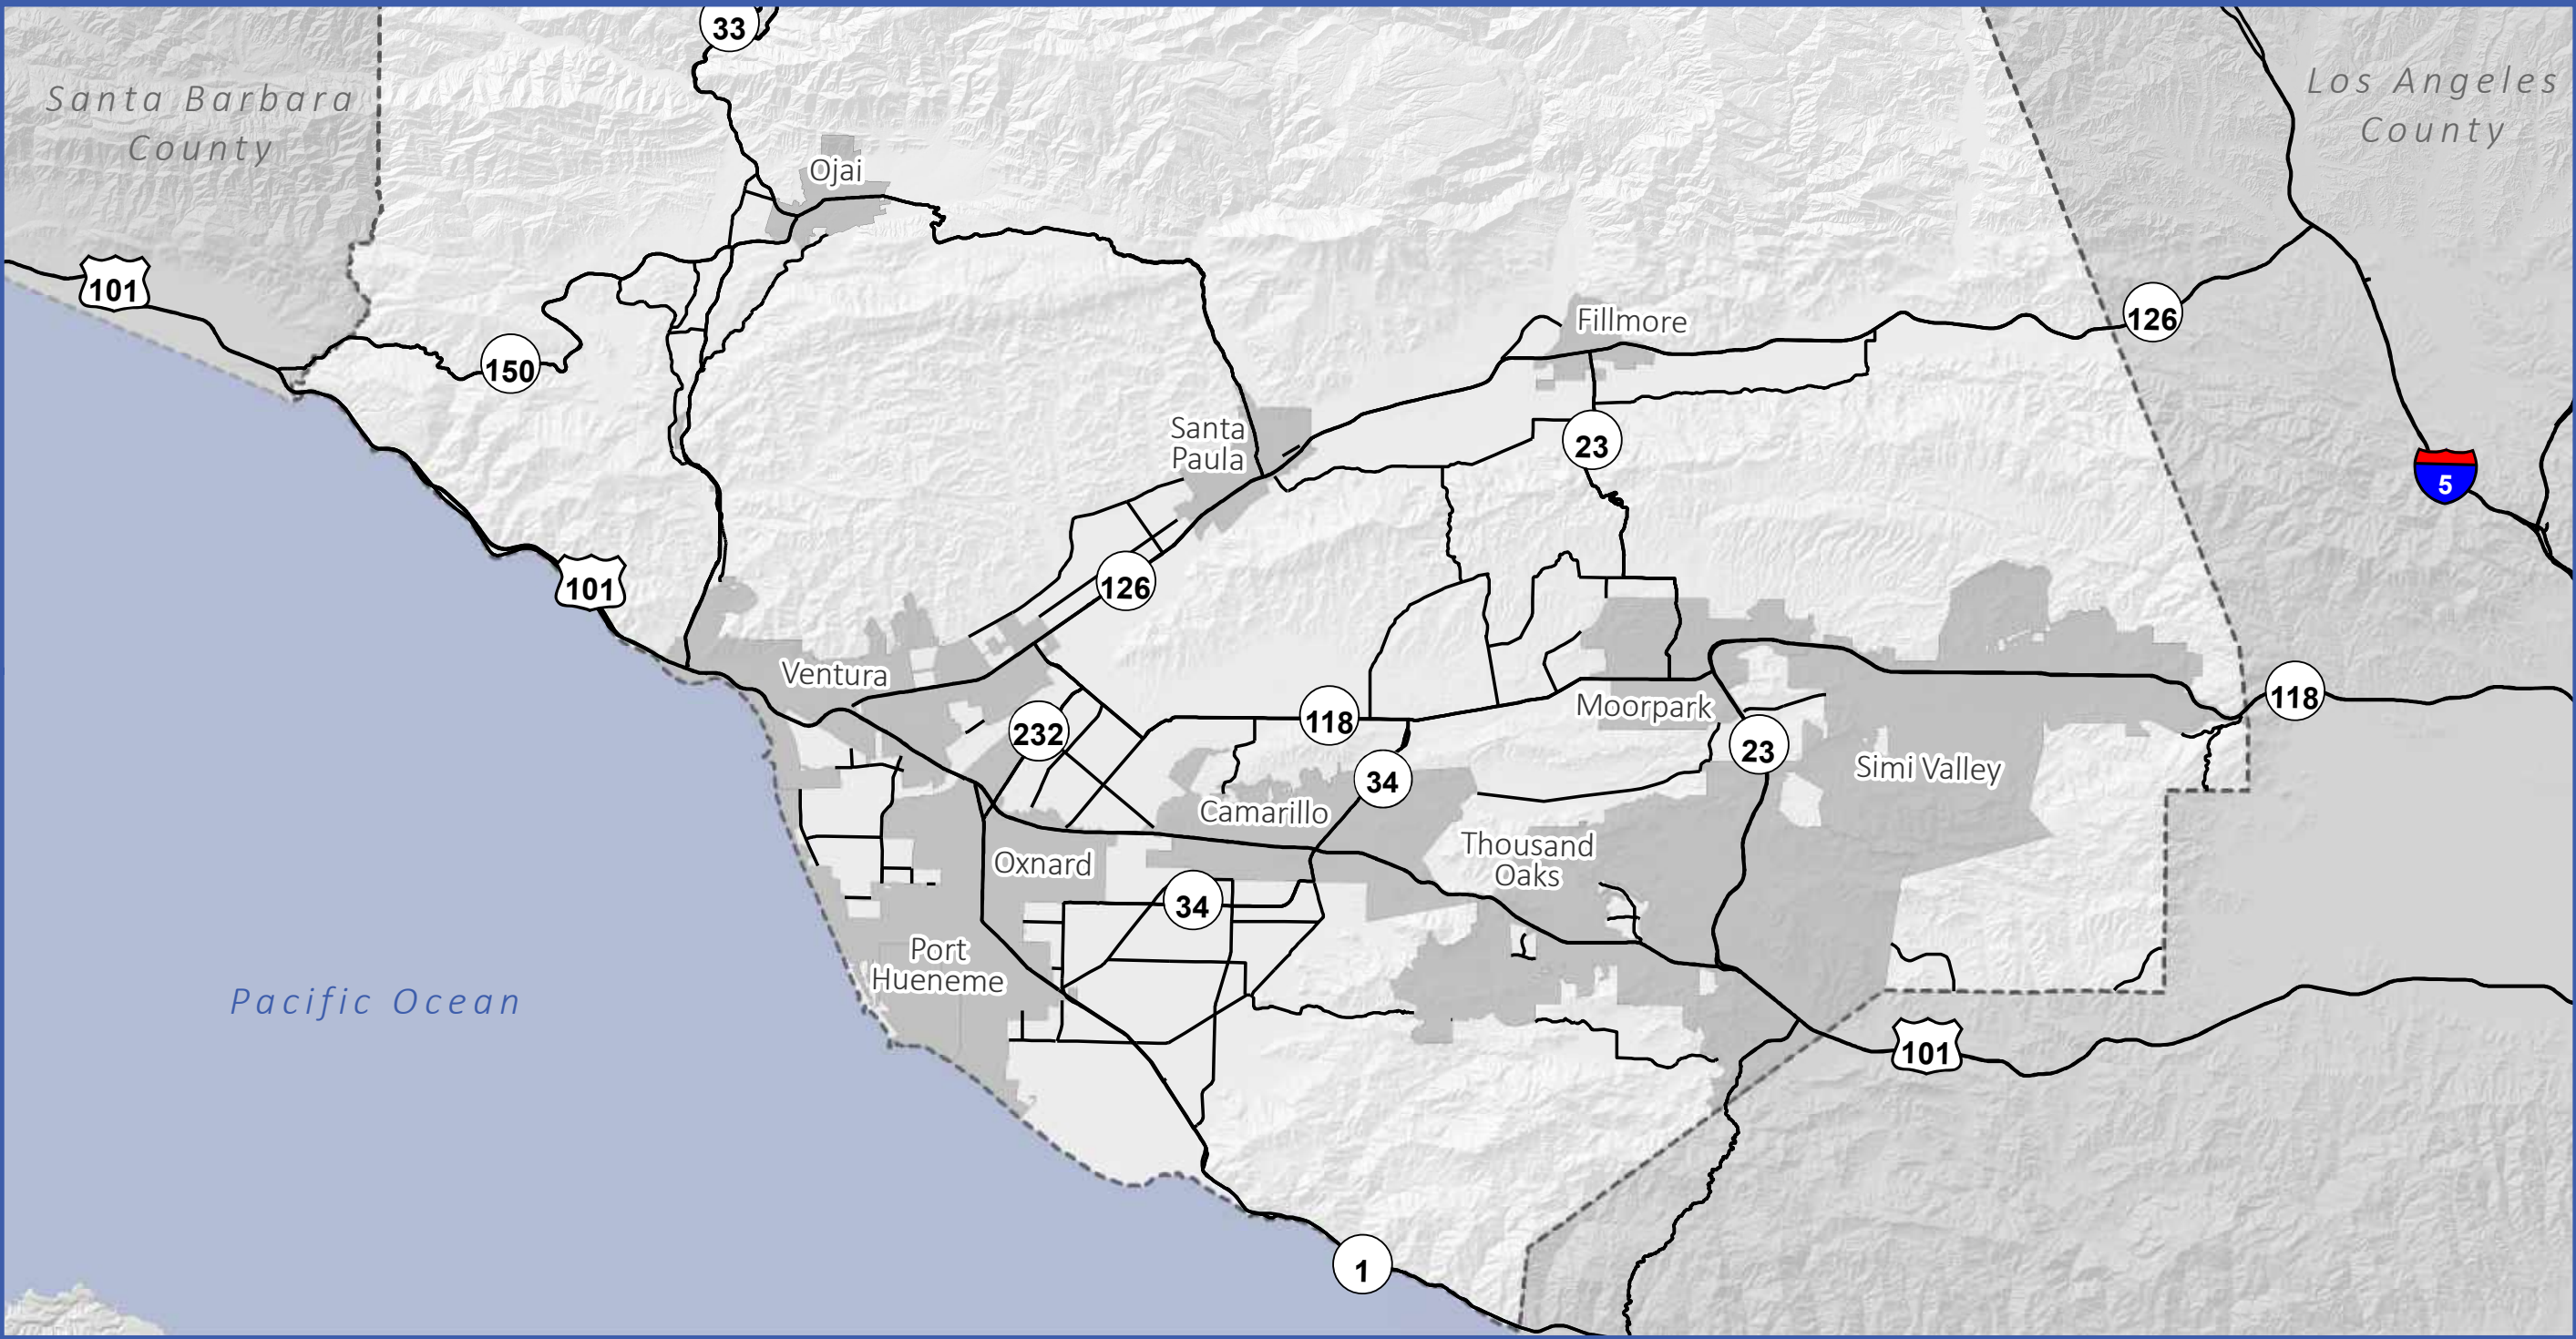 33
Santa Barbara
County
Los Angeles
County
Ojai
101
126
Fillmore
150
Santa
Paula
23
5
101
126
Ventura
118
Moorpark
118
232
23
34
Simi Valley
Camarillo
Oxnard
Thousand
Oaks
34
Port
Hueneme
Pacific Ocean
101
1